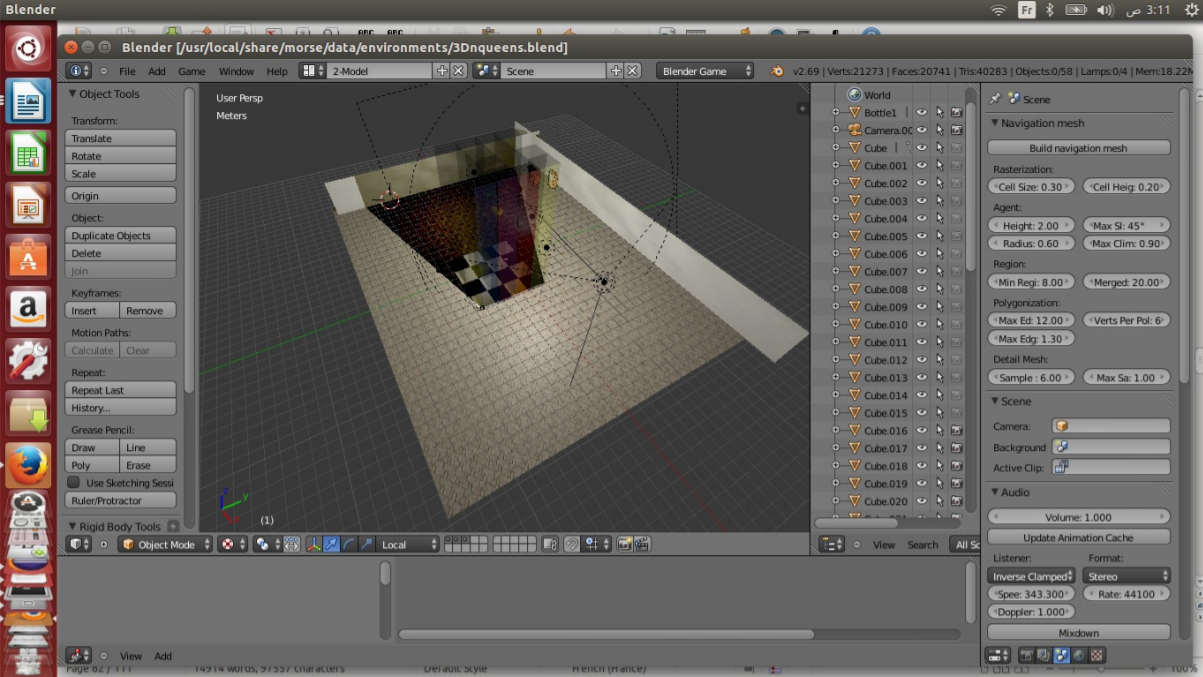 Blender
Fr
3:11 ص
Blender [/usr/local/share/morse/data/environments/3Dnqueens.blend]
File Add Game Window Help 2-Model Scene Blender Game v2.69 | Verts:21273 | Faces:20741 | Tris:40283 | Objects:0/58 | Lamps:0/4 | Mem:18.22M
Object Tools
Transform:
Translate
Rotate
Scale
Origin
Object:
Duplicate Objects
Delete
Join
Keyframes:
Insert Remove
Motion Paths:
Calculate Clear
Repeat:
Repeat Last
History...
Grease Pencil:
Draw Line
Poly Erase
Use Sketching Sessi
Ruler/Protractor
Rigid Body Tools
User Persp
Meters
(1)
Object Mode Local
World
Bottle1
Camera.00
Cube
Cube.001
Cube.002
Cube.003
Cube.004
Cube.005
Cube.006
Cube.007
Cube.008
Cube.009
Cube.010
Cube.011
Cube.012
Cube.013
Cube.014
Cube.015
Cube.016
Cube.017
Cube.018
Cube.019
Cube.020
View Search All Sc
Scene
Navigation mesh
Build navigation mesh
Rasterization:
Cell Size: 0.30 Cell Heig: 0.20
Agent:
Height: 2.00 Max Sl: 45°
Radius: 0.60 Max Clim: 0.90
Region:
Min Regi: 8.00 Merged: 20.00
Polygonization:
Max Ed: 12.00 Verts Per Pol: 6
Max Edg: 1.30
Detail Mesh:
Sample : 6.00 Max Sa: 1.00
Scene
Camera:
Background
Active Clip:
Audio
Volume: 1.000
Update Animation Cache
Listener: Format:
Inverse Clamped Stereo
Spee: 343.300 Rate: 44100
Doppler: 1.000
Mixdown
View Add
Page 62 / 111 14914 words, 97557 characters Default Style French (France) 100%